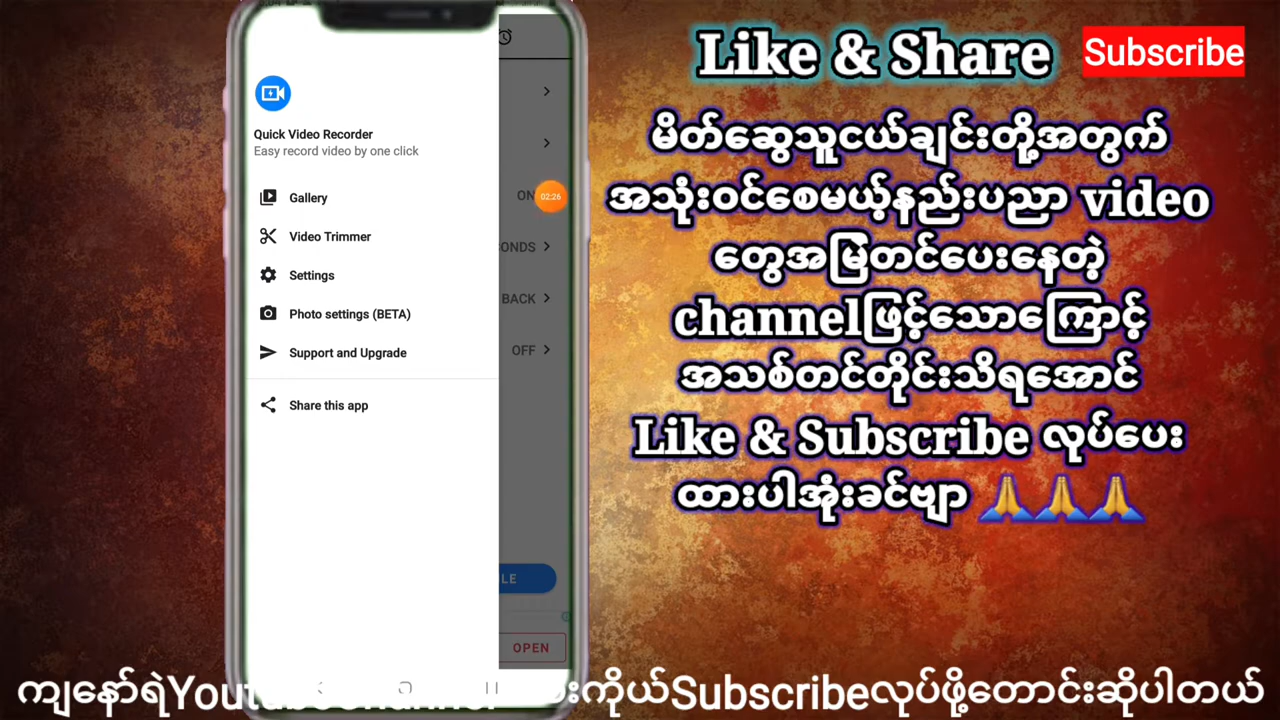 Like & Share
Subscribe
မိတ်ဆွေသူငယ်ချင်းတို့အတွက်
အသုံးဝင်စေမယ့်နည်းပညာ video
တွေအမြဲတင်ပေးနေတဲ့
channelဖြင့်သောကြောင့်
အသစ်တင်တိုင်းသိရအောင်
Like & Subscribe လုပ်ပေး
ထားပါအုံးခင်ဗျာ 🙏🙏🙏
Quick Video Recorder
Easy record video by one click
Gallery
Video Trimmer
Settings
Photo settings (BETA)
Support and Upgrade
Share this app
ON
02:26
ONDS
BACK
OFF
LE
OPEN
ကျနော်ရဲ့Youtube channel ကိုယ်Subscribeလုပ်ဖို့တောင်းဆိုပါတယ်